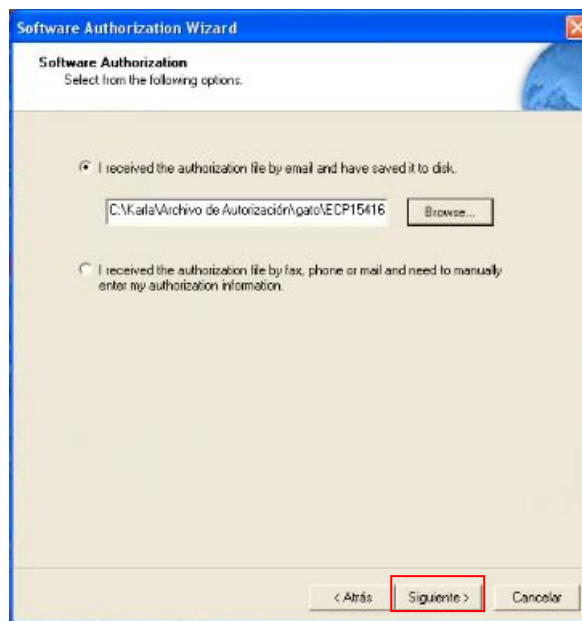 Software Authorization Wizard
Software Authorization
Select from the following options.
I received the authorization file by email and have saved it to disk.
C:\Karla\Archivo de Autorización\gato\ECP15416
Browse...
I received the authorization file by fax, phone or mail and need to manually
enter my authorization information.
< Atrás
Siguiente >
Cancelar